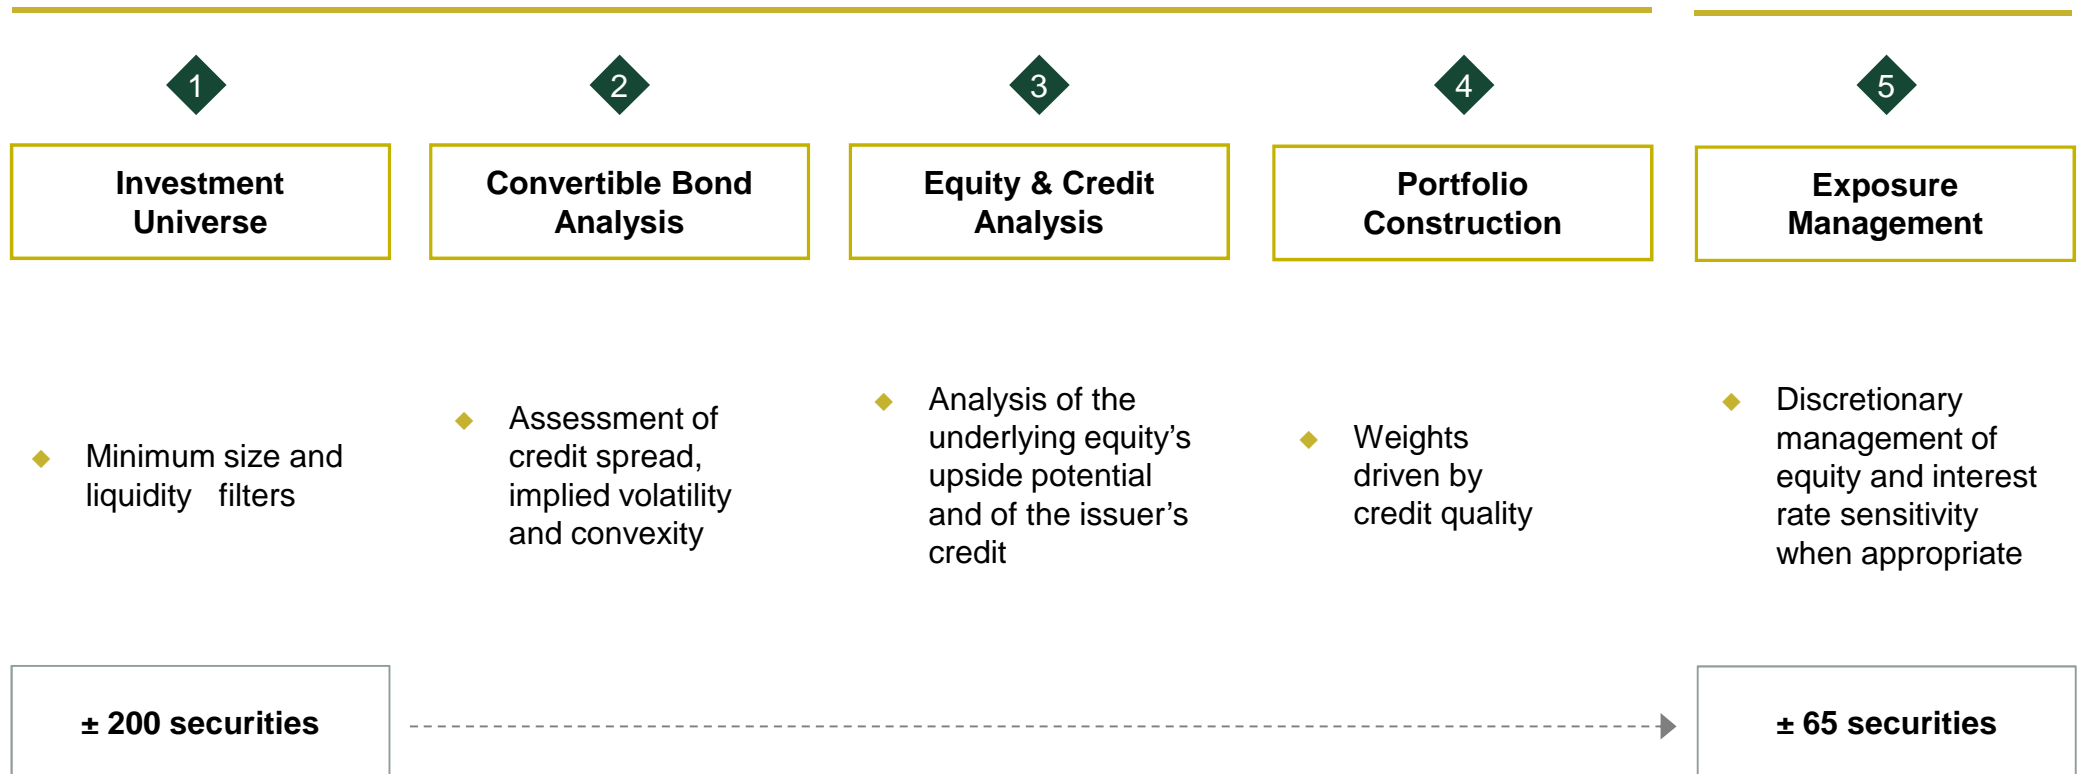 1
Investment
Universe
Minimum size and
liquidity filters
± 200 securities
2
Convertible Bond
Analysis
Assessment of
credit spread,
implied volatility
and convexity
3
Equity & Credit
Analysis
Analysis of the
underlying equity’s
upside potential
and of the issuer’s
credit
4
Portfolio
Construction
Weights
driven by
credit quality
5
Exposure
Management
Discretionary
management of
equity and interest
rate sensitivity
when appropriate
± 65 securities